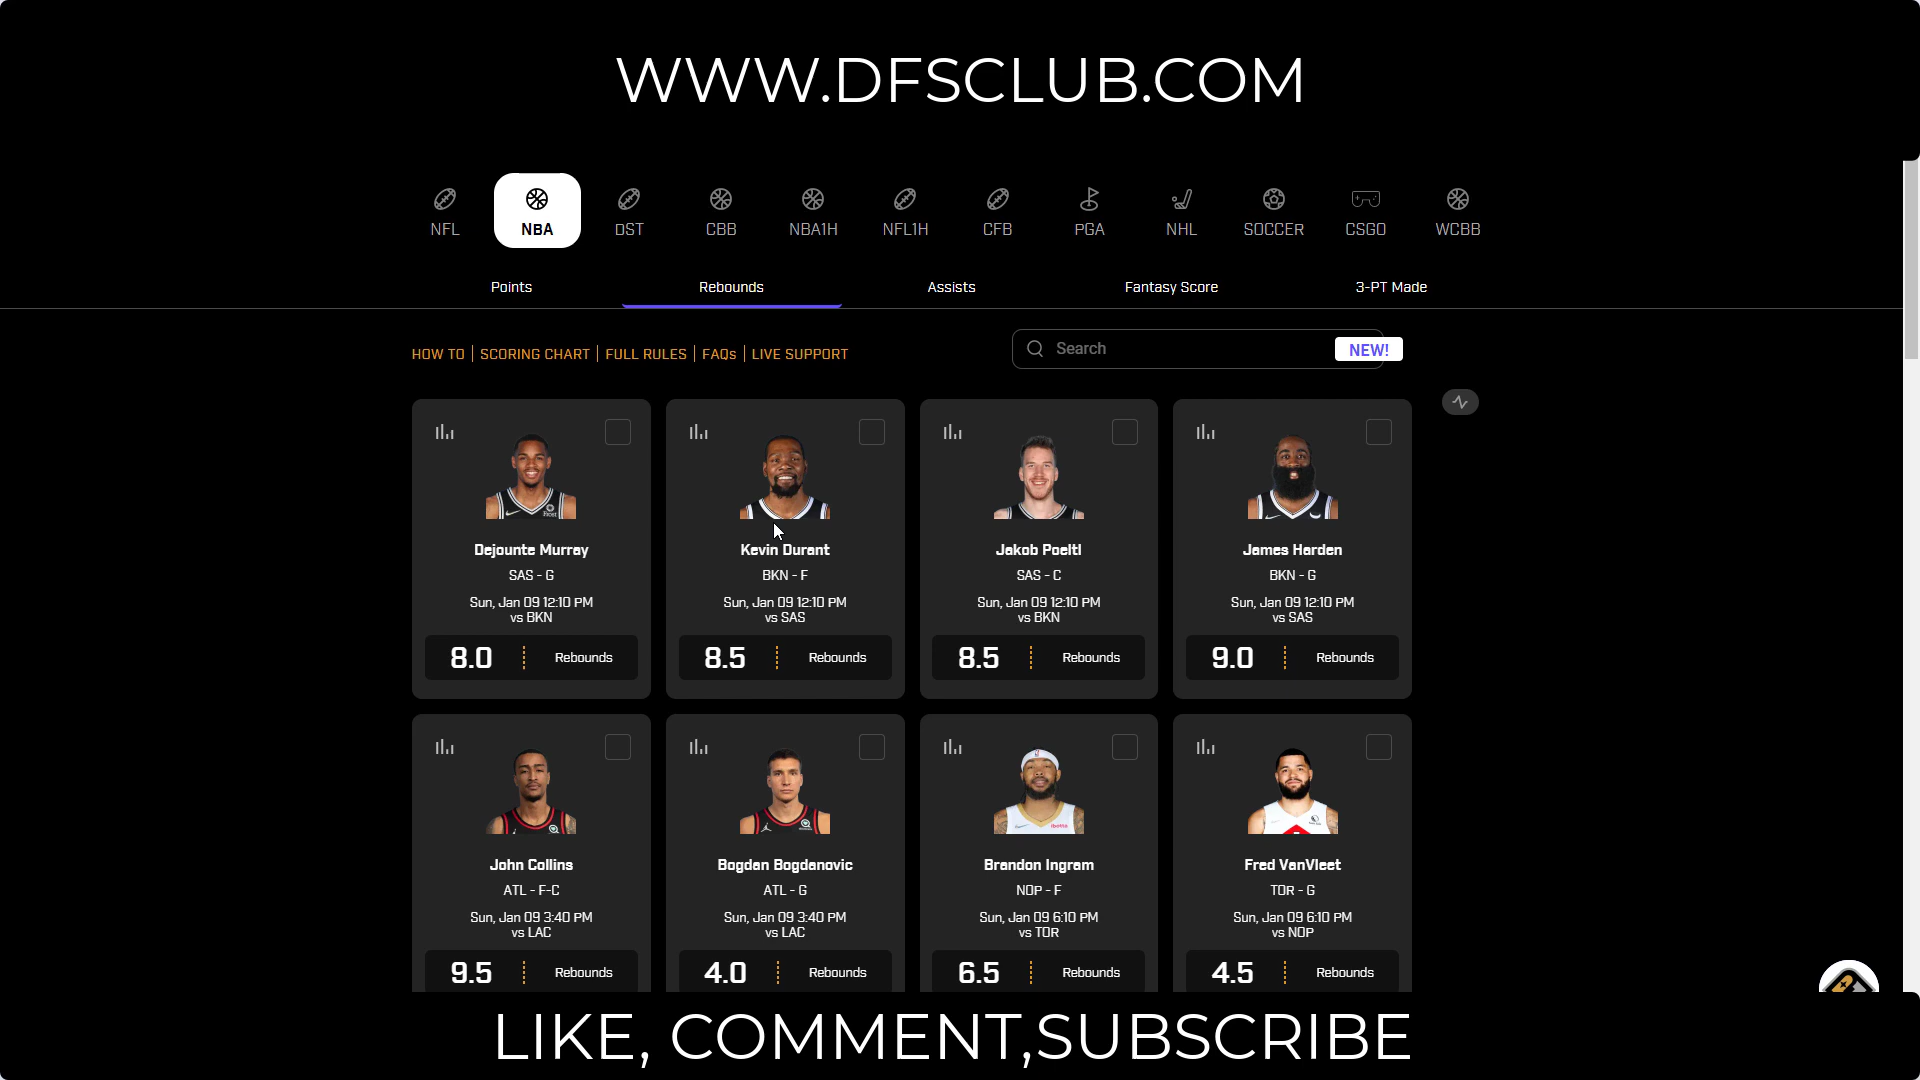 WWW.DFSCLUB.COM
NFL NBA DST CBB NBA1H NFL1H CFB PGA NHL SOCCER CSGO WCBB
Points Rebounds Assists Fantasy Score 3-PT Made
HOW TO | SCORING CHART | FULL RULES | FAQs | LIVE SUPPORT
Search NEW!
Dejounte Murray
SAS - G
Sun, Jan 09 12:10 PM
vs BKN
8.0 Rebounds
Kevin Durant
BKN - F
Sun, Jan 09 12:10 PM
vs SAS
8.5 Rebounds
Jakob Poeltl
SAS - C
Sun, Jan 09 12:10 PM
vs BKN
8.5 Rebounds
James Harden
BKN - G
Sun, Jan 09 12:10 PM
vs SAS
9.0 Rebounds
John Collins
ATL - F-C
Sun, Jan 09 3:40 PM
vs LAC
9.5 Rebounds
Bogdan Bogdanovic
ATL - G
Sun, Jan 09 3:40 PM
vs LAC
4.0 Rebounds
Brandon Ingram
NOP - F
Sun, Jan 09 6:10 PM
vs TOR
6.5 Rebounds
Fred VanVleet
TOR - G
Sun, Jan 09 6:10 PM
vs NOP
4.5 Rebounds
LIKE, COMMENT,SUBSCRIBE